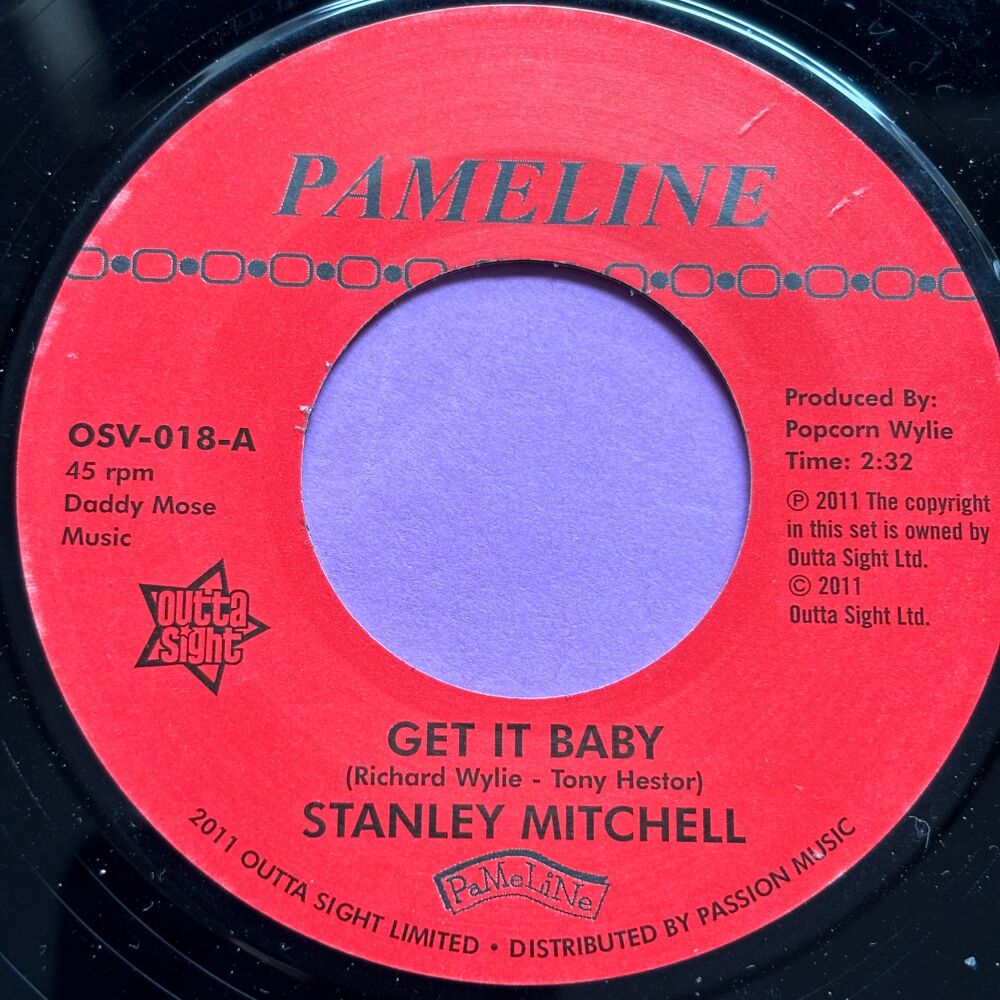 PAMELINE
OSV-018-A
45 rpm
Daddy Mose
Music
outta
sight
Produced By:
Popcorn Wylie
Time: 2:32
℗ 2011 The copyright
in this set is owned by
Outta Sight Ltd.
© 2011
Outta Sight Ltd.
GET IT BABY
(Richard Wylie - Tony Hestor)
STANLEY MITCHELL
PaMeLiNe
2011 OUTTA SIGHT LIMITED • DISTRIBUTED BY PASSION MUSIC